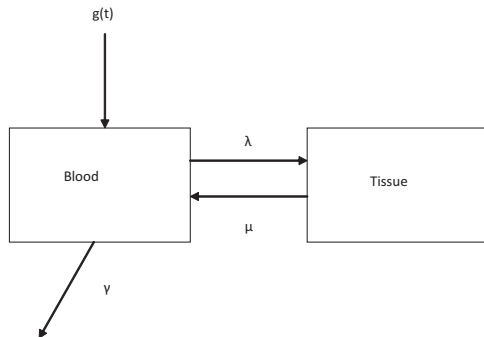 g(t)
λ
Blood
Tissue
μ
γ